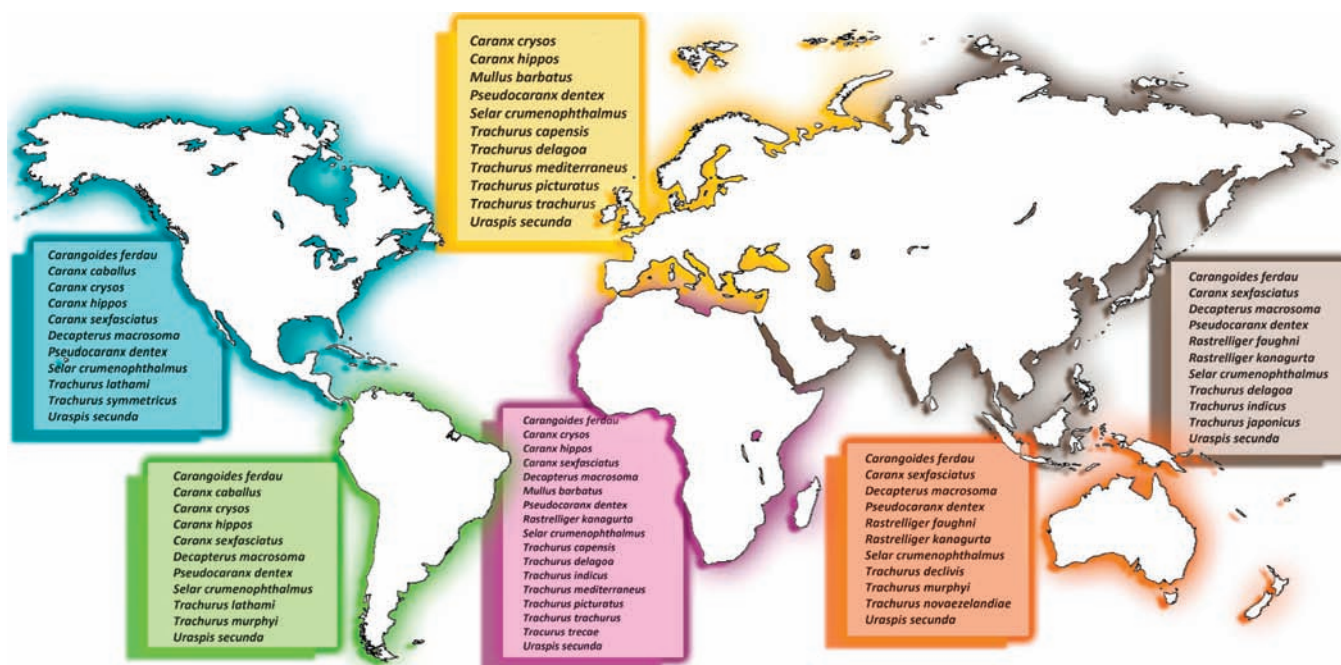 Caranx crysos
Caranx hippos
Mullus barbatus
Pseudocaranx dentex
Selar crumenophthalmus
Trachurus capensis
Trachurus delagoa
Trachurus mediterraneus
Trachurus picturatus
Trachurus trachurus
Uraspis secunda
Carangoides ferdau
Caranx caballus
Caranx crysos
Caranx hippos
Caranx sexfasciatus
Decapterus macrosoma
Pseudocaranx dentex
Selar crumenophthalmus
Trachurus lathami
Trachurus symmetricus
Uraspis secunda
Carangoides ferdau
Caranx sexfasciatus
Decapterus macrosoma
Pseudocaranx dentex
Rastrelliger faughni
Rastrelliger kanagurta
Selar crumenophthalmus
Trachurus delagoa
Trachurus indicus
Trachurus japonicus
Uraspis secunda
Carangoides ferdau
Caranx caballus
Caranx crysos
Caranx hippos
Caranx sexfasciatus
Decapterus macrosoma
Pseudocaranx dentex
Selar crumenophthalmus
Trachurus lathami
Trachurus murphyi
Uraspis secunda
Carangoides ferdau
Caranx crysos
Caranx hippos
Caranx sexfasciatus
Decapterus macrosoma
Mullus barbatus
Pseudocaranx dentex
Rastrelliger kanagurta
Selar crumenophthalmus
Trachurus capensis
Trachurus delagoa
Trachurus indicus
Trachurus mediterraneus
Trachurus picturatus
Trachurus trachurus
Tracurus trecae
Uraspis secunda
Carangoides ferdau
Caranx sexfasciatus
Decapterus macrosoma
Pseudocaranx dentex
Rastrelliger faughni
Rastrelliger kanagurta
Selar crumenophthalmus
Trachurus declivis
Trachurus murphyi
Trachurus novaezelandiae
Uraspis secunda